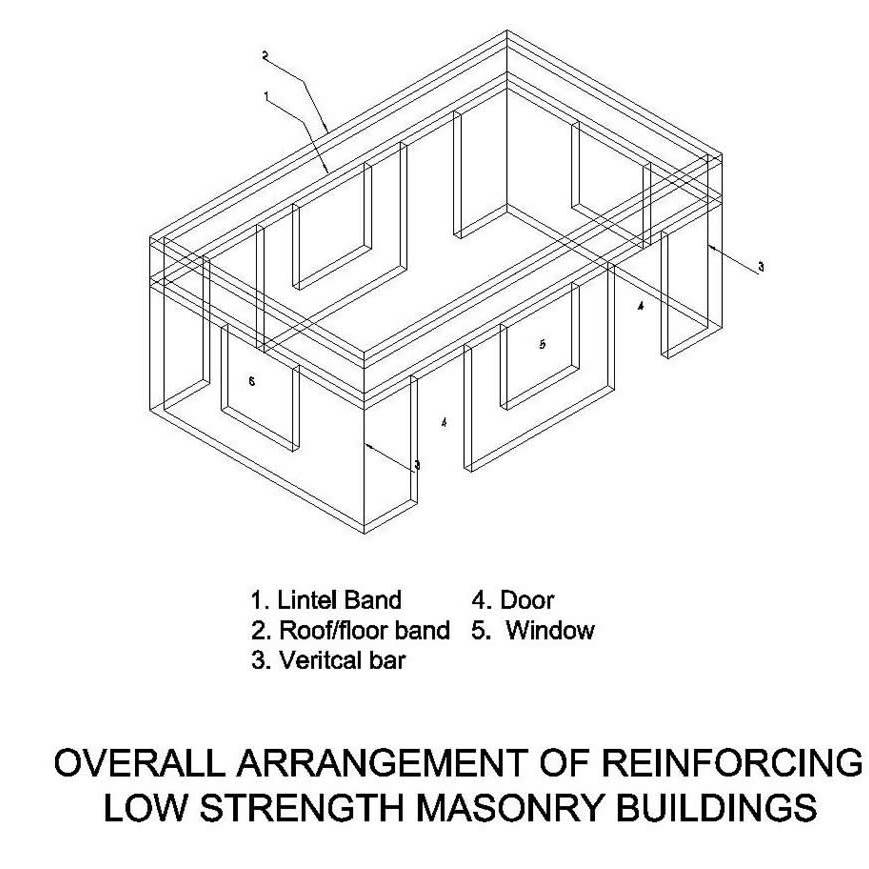 2
1
3
4
5
6
4
3
1. Lintel Band 4. Door
2. Roof/floor band 5. Window
3. Veritcal bar
OVERALL ARRANGEMENT OF REINFORCING
LOW STRENGTH MASONRY BUILDINGS